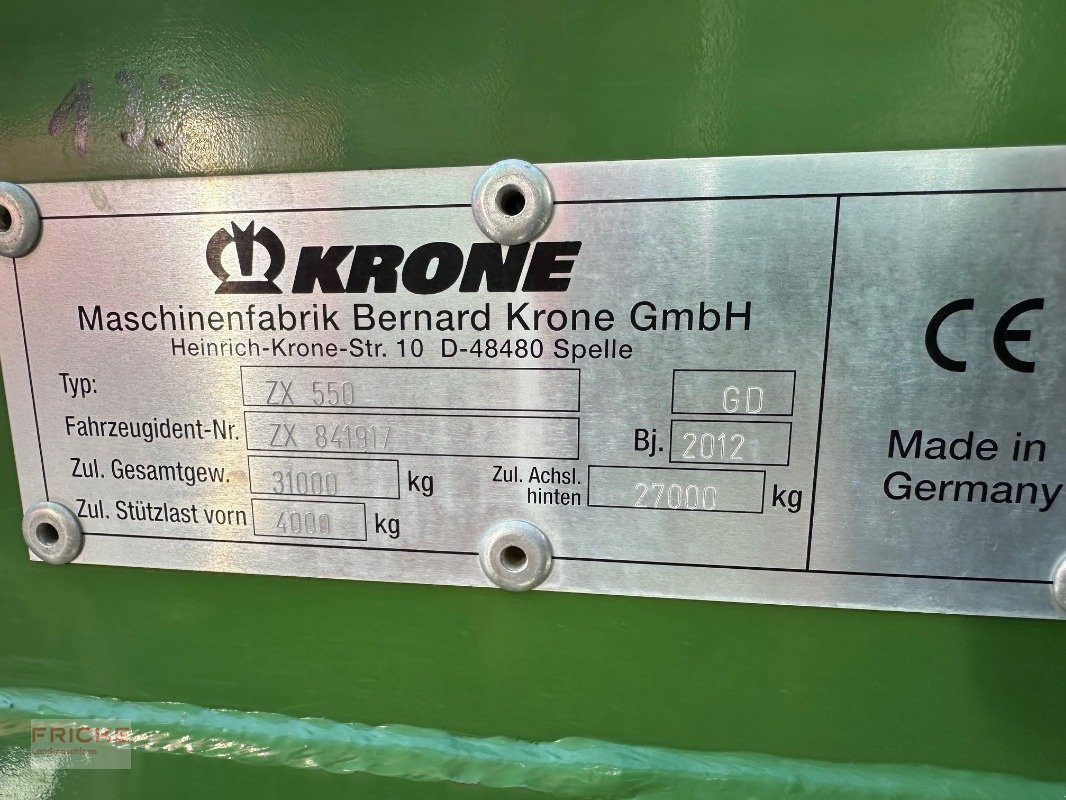 133
KRONE
Maschinenfabrik Bernard Krone GmbH
Heinrich-Krone-Str. 10 D-48480 Spelle
Typ: ZX 550 GD
Fahrzeugident-Nr. ZX 841917 Bj. 2012
Zul. Gesamtgew. 31000 kg Zul. Achsl. hinten 27000 kg
Zul. Stützlast vorn 4000 kg
CE
Made in
Germany
FRICKE
Landmaschinen